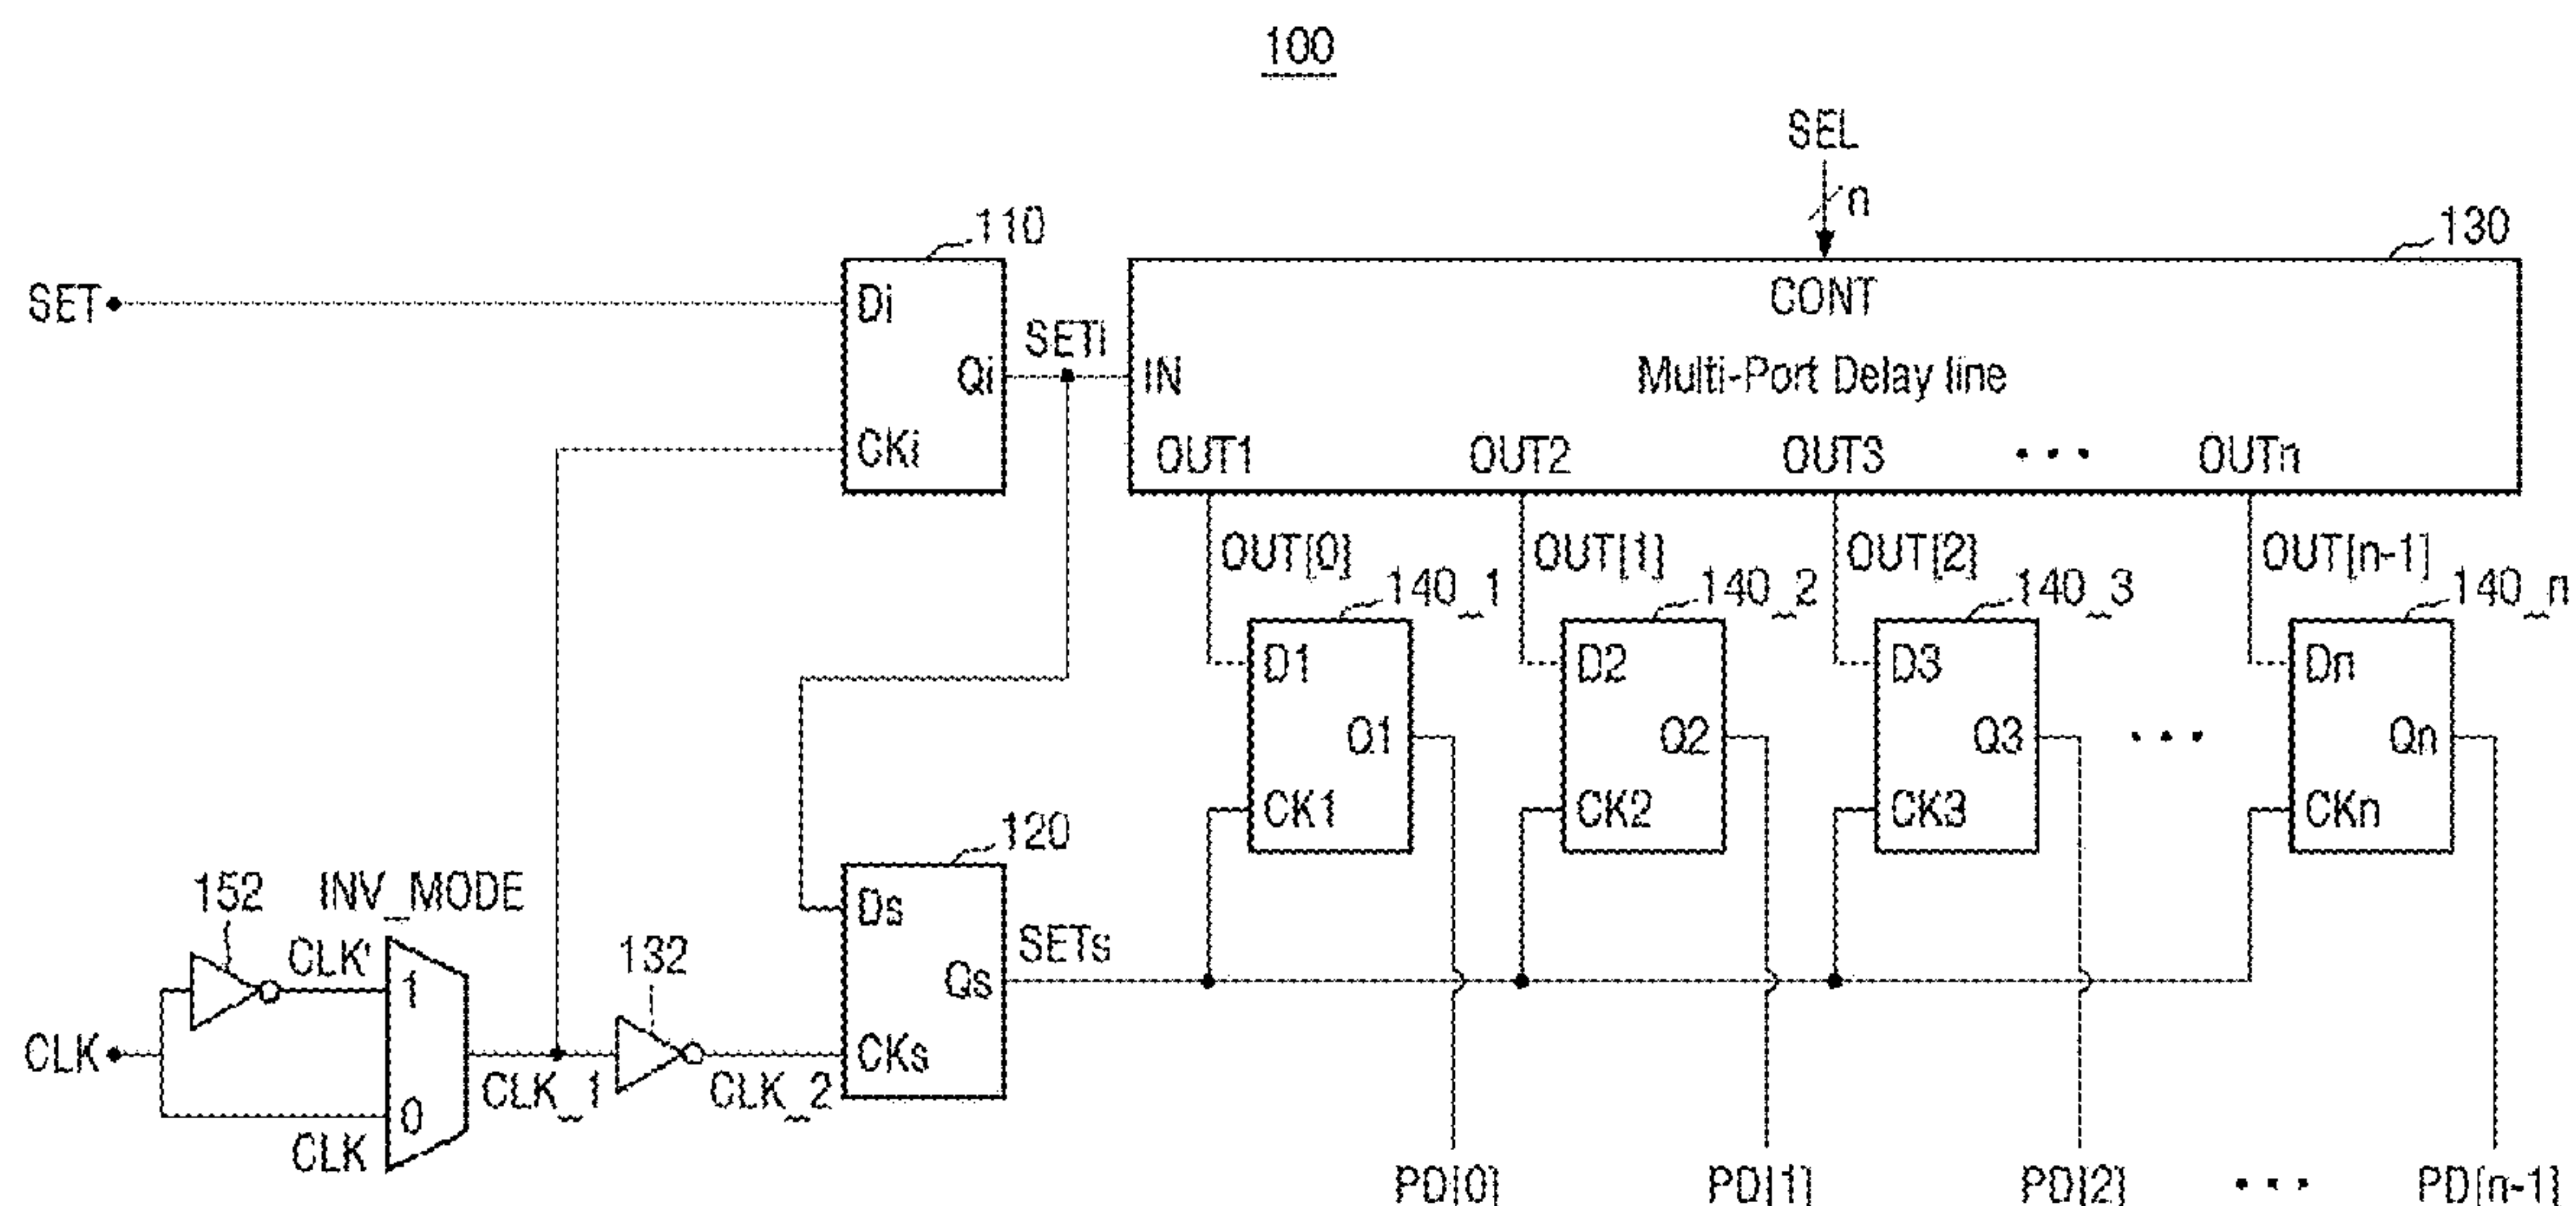 100
SEL
n
110
130
SET
Di
CONT
SETi
Qi
IN
Multi-Port Delay line
CKi
OUT1
OUT2
OUT3
...
OUTn
OUT[0]
OUT[1]
OUT[2]
OUT[n-1]
140_1
140_2
140_3
140_n
D1
D2
D3
Dn
Q1
Q2
Q3
...
Qn
CK1
CK2
CK3
CKn
120
152
INV_MODE
Ds
CLK'
132
SETs
1
Qs
CLK
CKs
CLK_1
CLK_2
0
CLK
PD[0]
PD[1]
PD[2]
...
PD[n-1]